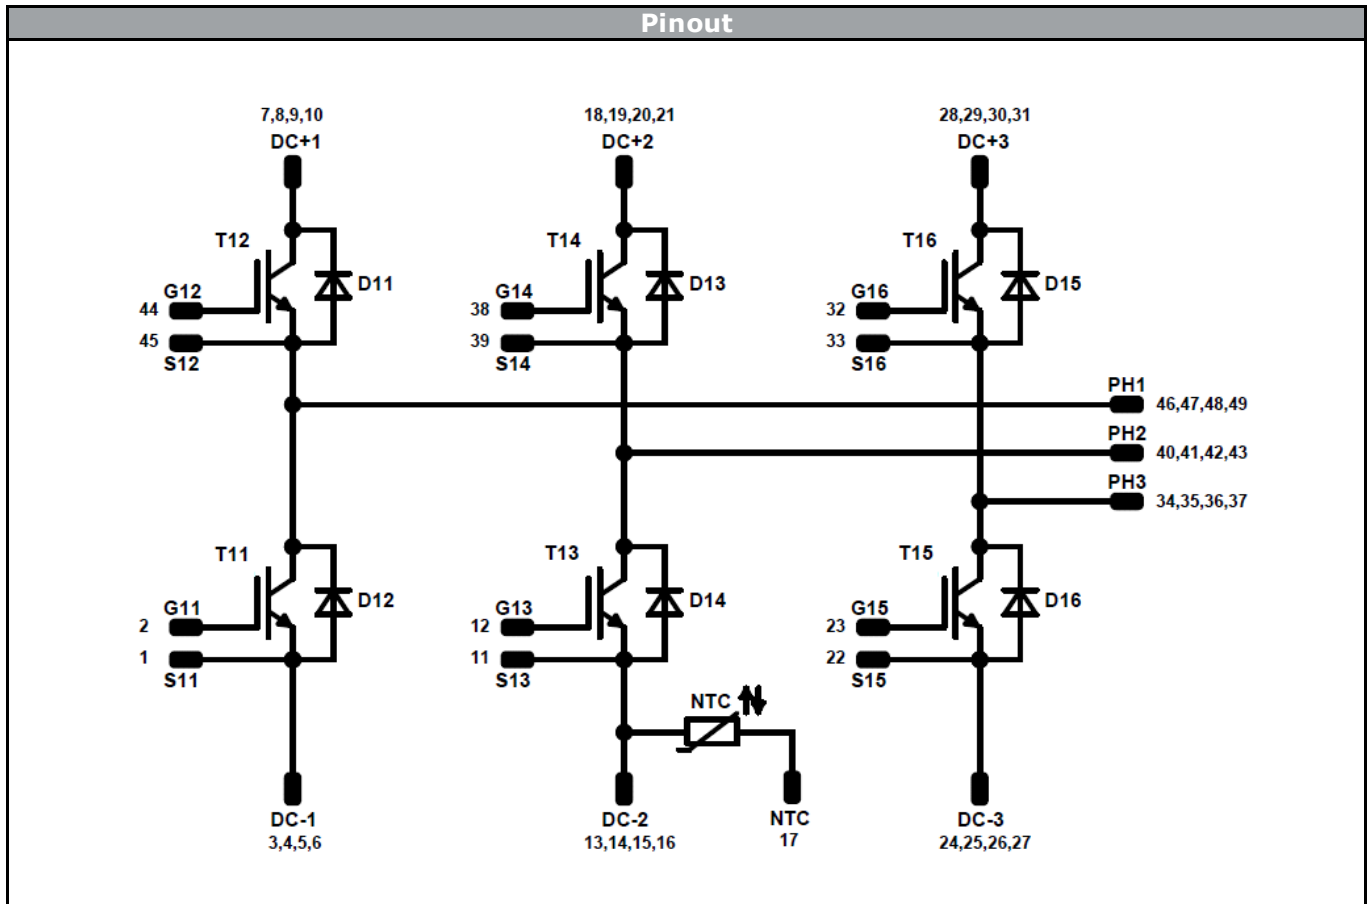 Pinout
7,8,9,10 18,19,20,21 28,29,30,31
DC+1 DC+2 DC+3
T12 T14 T16
D11 D13 D15
G12 G14 G16
44 38 32
45 39 33
S12 S14 S16
PH1
46,47,48,49
PH2
40,41,42,43
PH3
34,35,36,37
T11 T13 T15
D12 D14 D16
G11 G13 G15
2 12 23
1 11 22
S11 S13 S15
NTC
DC-1 DC-2 NTC DC-3
3,4,5,6 13,14,15,16 17 24,25,26,27